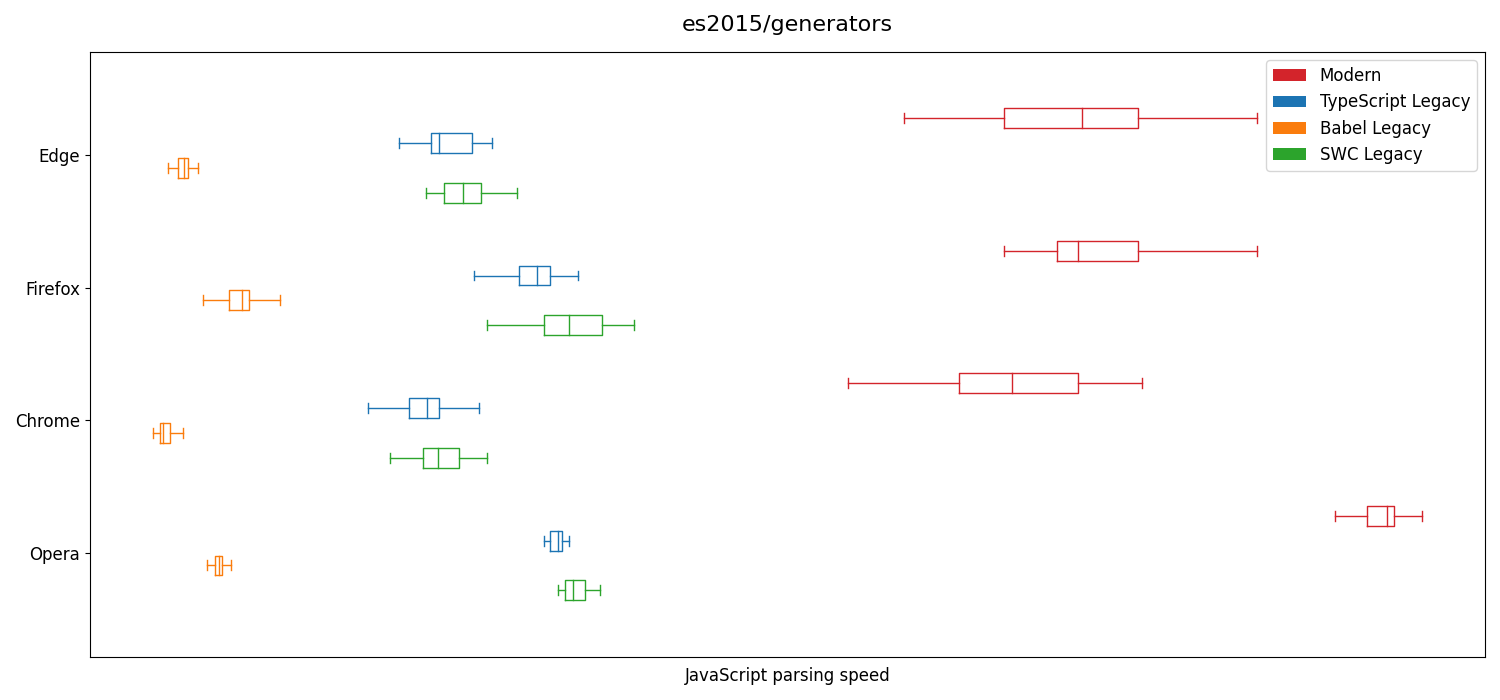 es2015/generators
Modern
TypeScript Legacy
Babel Legacy
SWC Legacy
Edge
Firefox
Chrome
Opera
JavaScript parsing speed